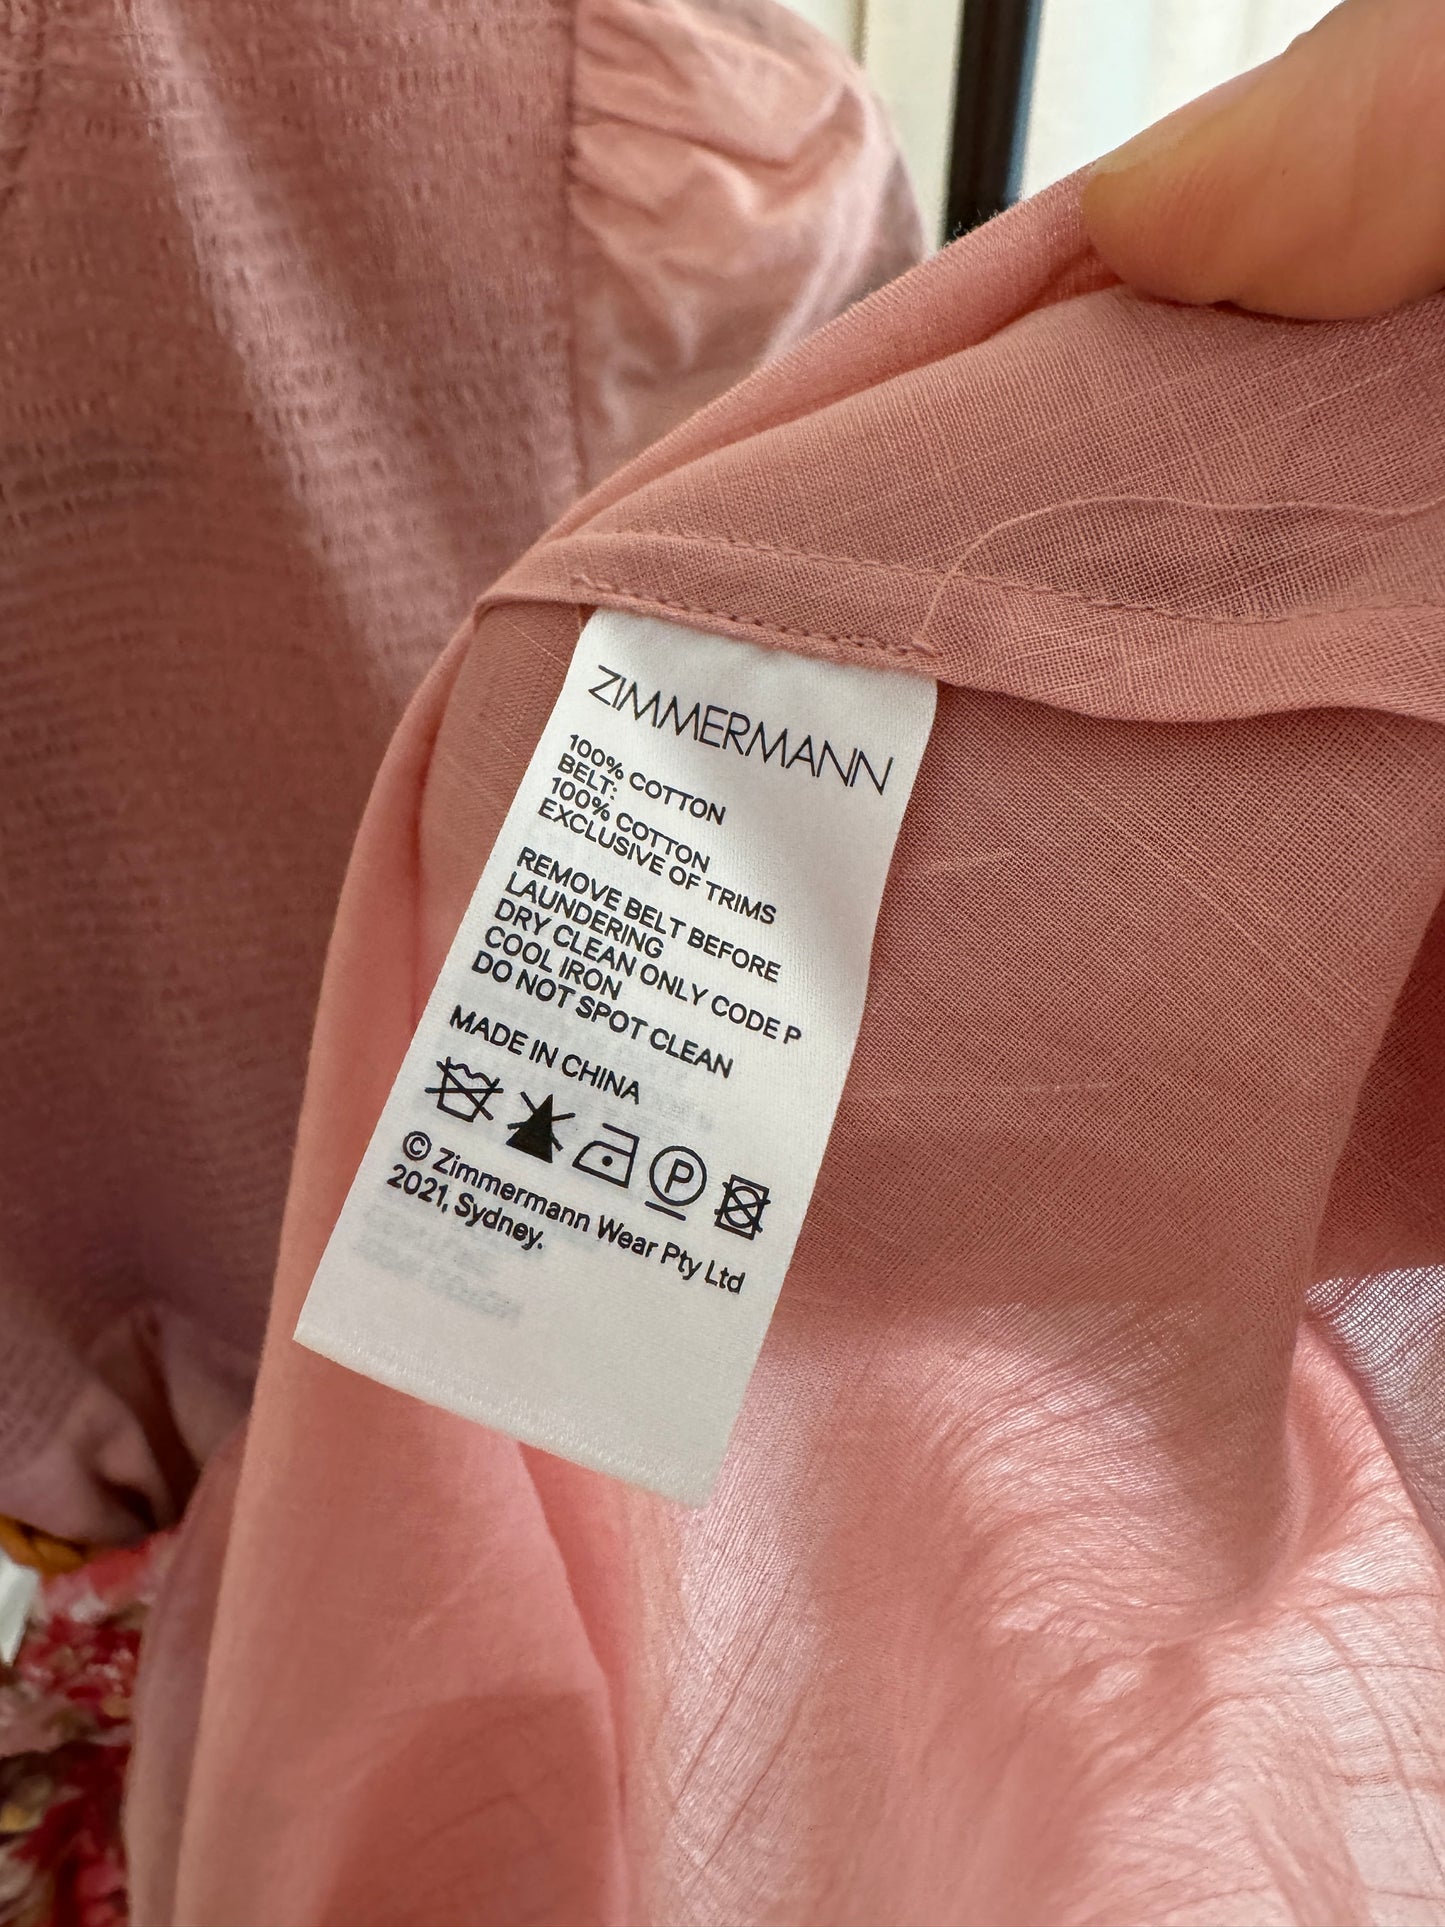 ZIMMERMANN
100% COTTON
BELT:
100% COTTON
EXCLUSIVE OF TRIMS
REMOVE BELT BEFORE
LAUNDERING
DRY CLEAN ONLY CODE P
COOL IRON
DO NOT SPOT CLEAN
MADE IN CHINA
P
© Zimmermann Wear Pty Ltd
2021, Sydney.